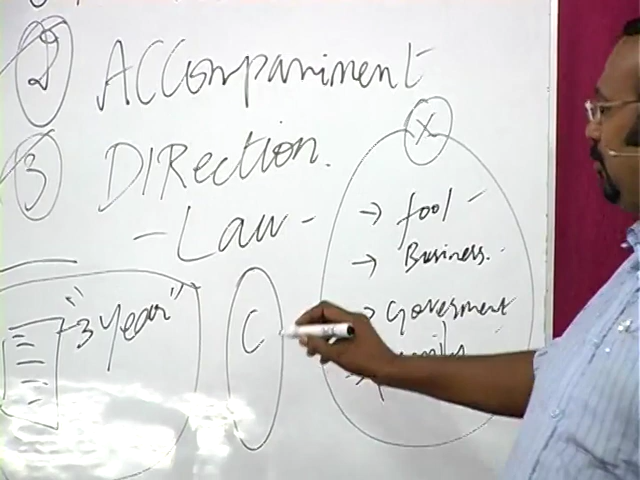 2 ACCompaniment
3 DIRection.
- Law -
X
→ fool -
→ Business.
→ Goverment
"3 year"
C